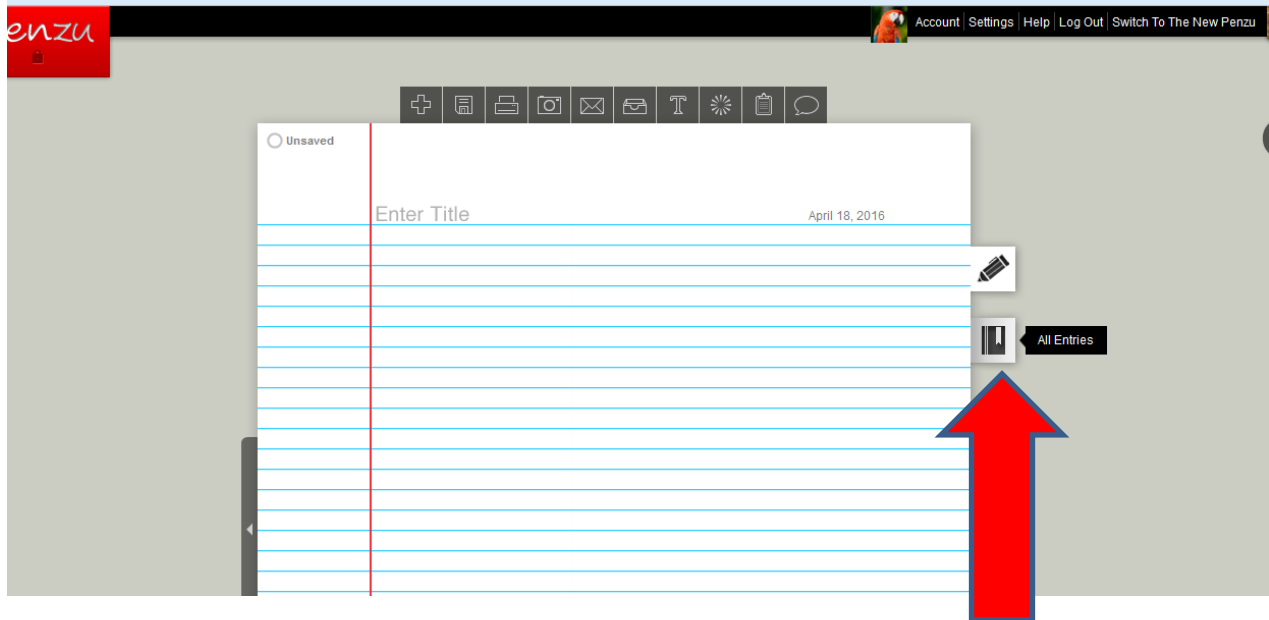 enzu
Account Settings Help Log Out Switch To The New Penzu
Unsaved
Enter Title
April 18, 2016
All Entries